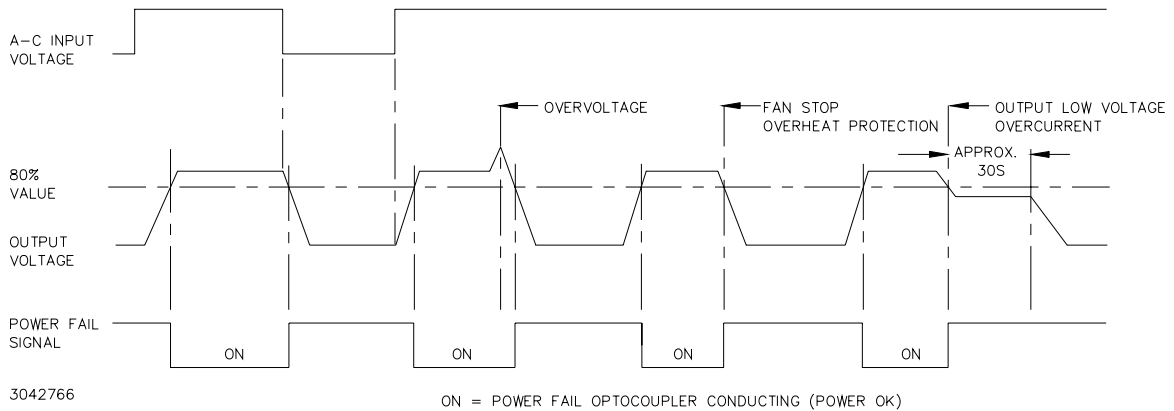 A-C INPUT
VOLTAGE
OVERVOLTAGE
FAN STOP
OVERHEAT PROTECTION
OUTPUT LOW VOLTAGE
OVERCURRENT
APPROX.
30S
80%
VALUE
OUTPUT
VOLTAGE
POWER FAIL
SIGNAL
ON
ON
ON
ON
3042766
ON = POWER FAIL OPTOCOUPLER CONDUCTING (POWER OK)